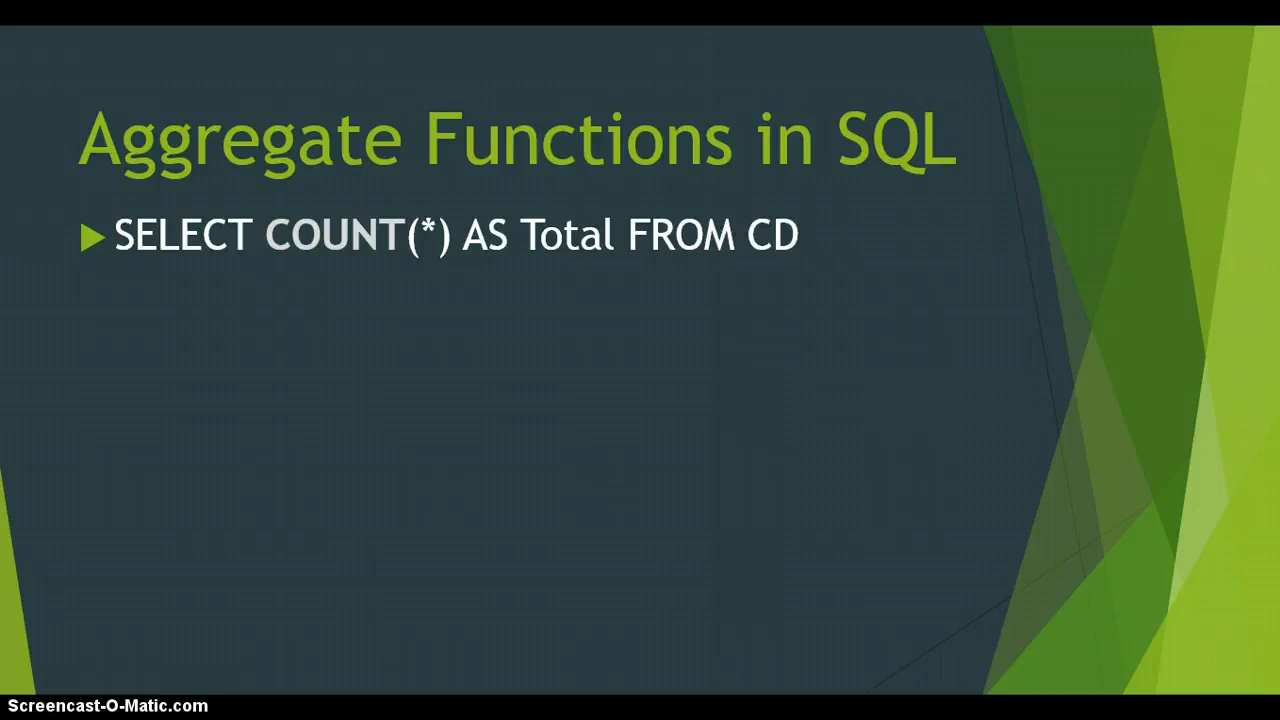 Aggregate Functions in SQL
SELECT COUNT(*) AS Total FROM CD
Screencast-O-Matic.com